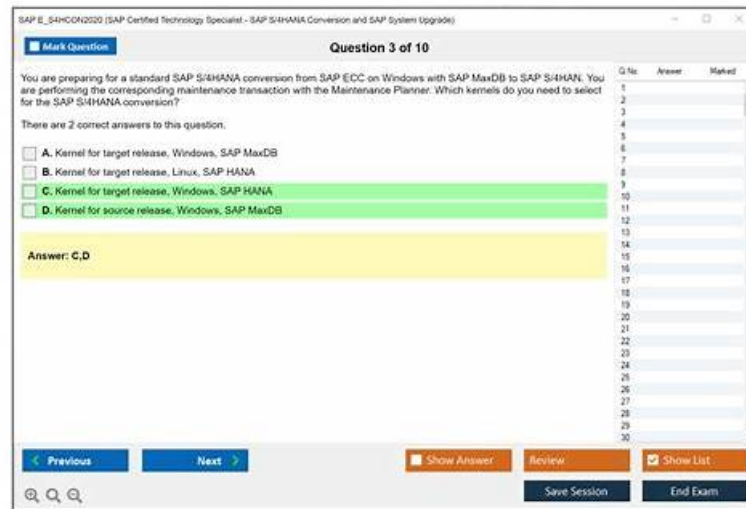 SAP E_S4HCON2020 (SAP Certified Technology Specialist - SAP S/4HANA Conversion and SAP System Upgrade)
Mark Question
Question 3 of 10
You are preparing for a standard SAP S/4HANA conversion from SAP ECC on Windows with SAP MaxDB to SAP S/4HAN. You
are performing the corresponding maintenance transaction with the Maintenance Planner. Which kernels do you need to select
for the SAP S/4HANA conversion?
There are 2 correct answers to this question.
A. Kernel for target release, Windows, SAP MaxDB
B. Kernel for target release, Linux, SAP HANA
C. Kernel for target release, Windows, SAP HANA
D. Kernel for source release, Windows, SAP MaxDB
Answer: C,D
Q.No Answer Marked
1
2
3
4
5
6
7
8
9
10
11
12
13
14
15
16
17
18
19
20
21
22
23
24
25
26
27
28
29
30
Previous
Next
Show Answer
Review
Show List
Save Session
End Exam